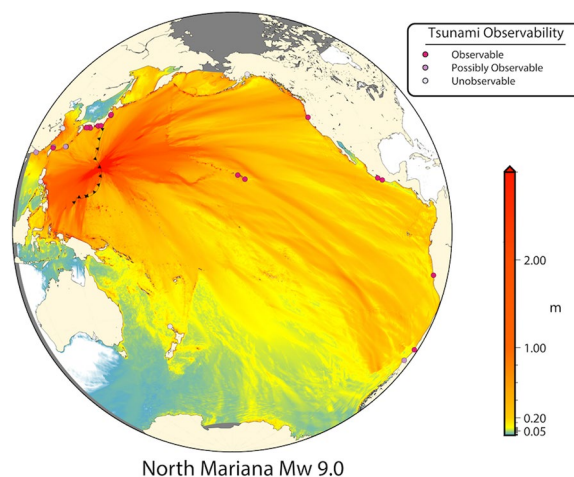 Tsunami Observability
Observable
Possibly Observable
Unobservable
2.00
m
1.00
0.20
0.05
North Mariana Mw 9.0